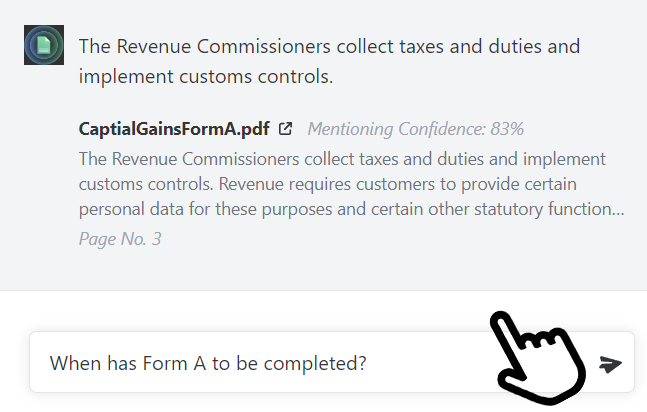 The Revenue Commissioners collect taxes and duties and
implement customs controls.
CaptialGainsFormA.pdf Mentioning Confidence: 83%
The Revenue Commissioners collect taxes and duties and implement
customs controls. Revenue requires customers to provide certain
personal data for these purposes and certain other statutory function...
Page No. 3
When has Form A to be completed?